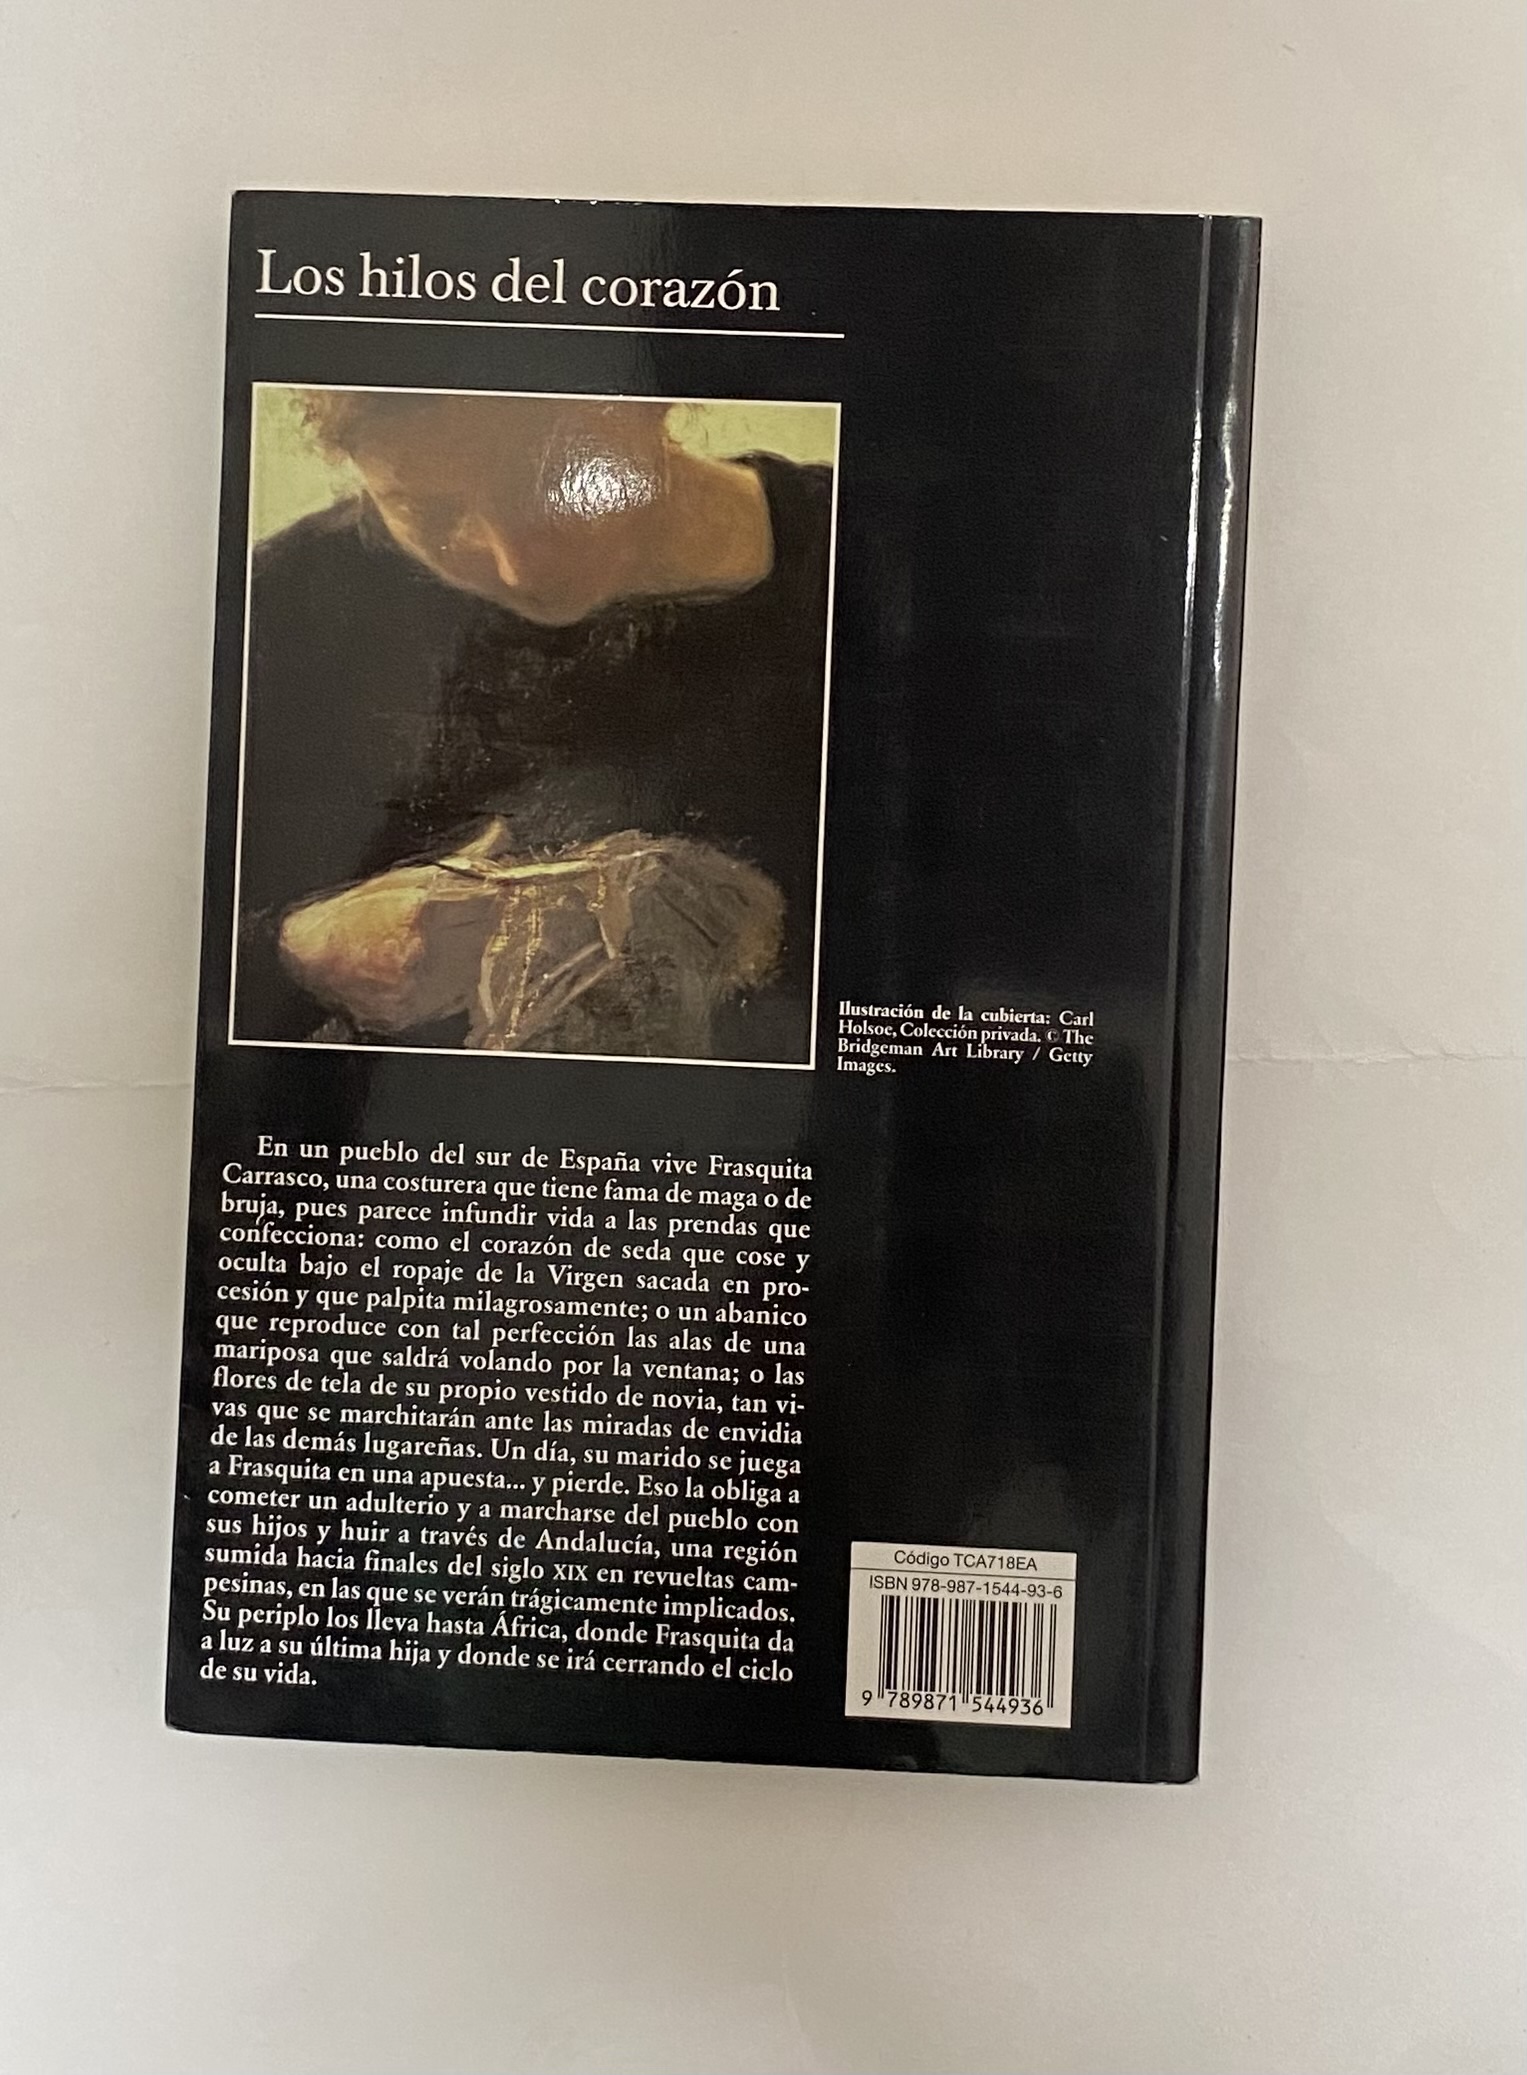 Los hilos del corazón
Ilustración de la cubierta: Carl
Holsoe, Colección privada. © The
Bridgeman Art Library / Getty
Images.
En un pueblo del sur de España vive Frasquita
Carrasco, una costurera que tiene fama de maga o de
bruja, pues parece infundir vida a las prendas que
confecciona: como el corazón de seda que cose y
oculta bajo el ropaje de la Virgen sacada en pro-
cesión y que palpita milagrosamente; o un abanico
que reproduce con tal perfección las alas de una
mariposa que saldrá volando por la ventana; o las
flores de tela de su propio vestido de novia, tan vi-
vas que se marchitarán ante las miradas de envidia
de las demás lugareñas. Un día, su marido se juega
a Frasquita en una apuesta... y pierde. Eso la obliga a
cometer un adulterio y a marcharse del pueblo con
sus hijos y huir a través de Andalucía, una región
sumida hacia finales del siglo XIX en revueltas cam-
pesinas, en las que se verán trágicamente implicados.
Su periplo los lleva hasta África, donde Frasquita da
a luz a su última hija y donde se irá cerrando el ciclo
de su vida.
Código TCA718EA
ISBN 978-987-1544-93-6
9 789871 544936